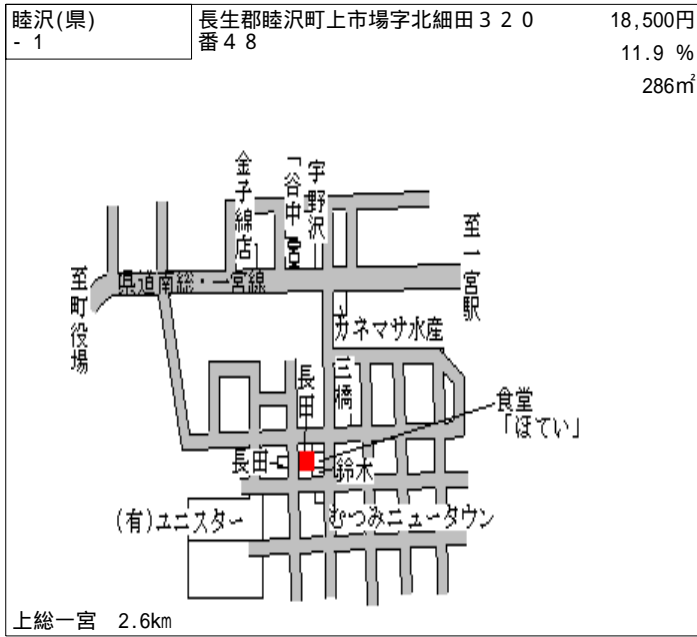 睦沢(県)
- 1
長生郡睦沢町上市場字北細田３２０
番４８
18,500円
11.9 %
286㎡
金子綿店
宇野沢
至一宮駅
至町役場
県道南総・一宮線
カネマサ水産
長田
三橋
食堂
「ほてい」
長田
鈴木
(有)ユニスター
むつみニュータウン
上総一宮　2.6km